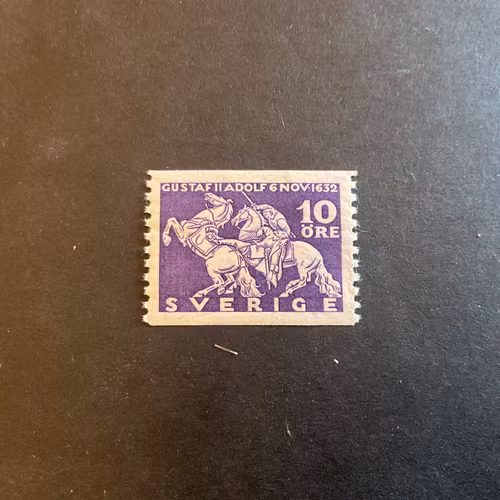 GUSTAF II ADOLF 6 NOV·1632
10
ÖRE
SVERIGE